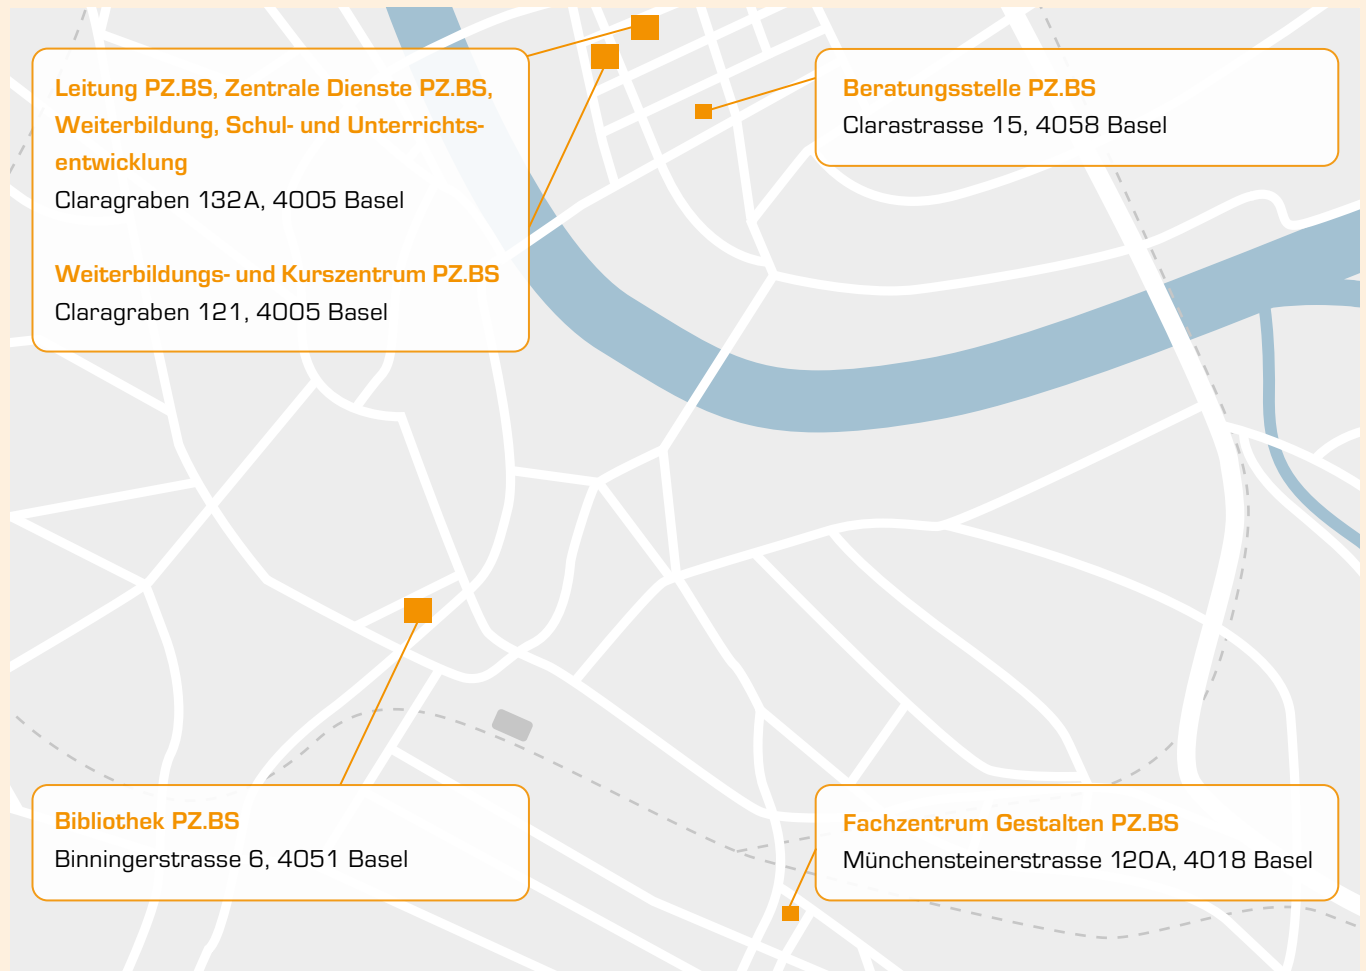 Leitung PZ.BS, Zentrale Dienste PZ.BS,
Weiterbildung, Schul- und Unterrichts-
entwicklung
Claragraben 132A, 4005 Basel
Weiterbildungs- und Kurszentrum PZ.BS
Claragraben 121, 4005 Basel
Beratungsstelle PZ.BS
Clarastrasse 15, 4058 Basel
Bibliothek PZ.BS
Binningerstrasse 6, 4051 Basel
Fachzentrum Gestalten PZ.BS
Münchensteinerstrasse 120A, 4018 Basel